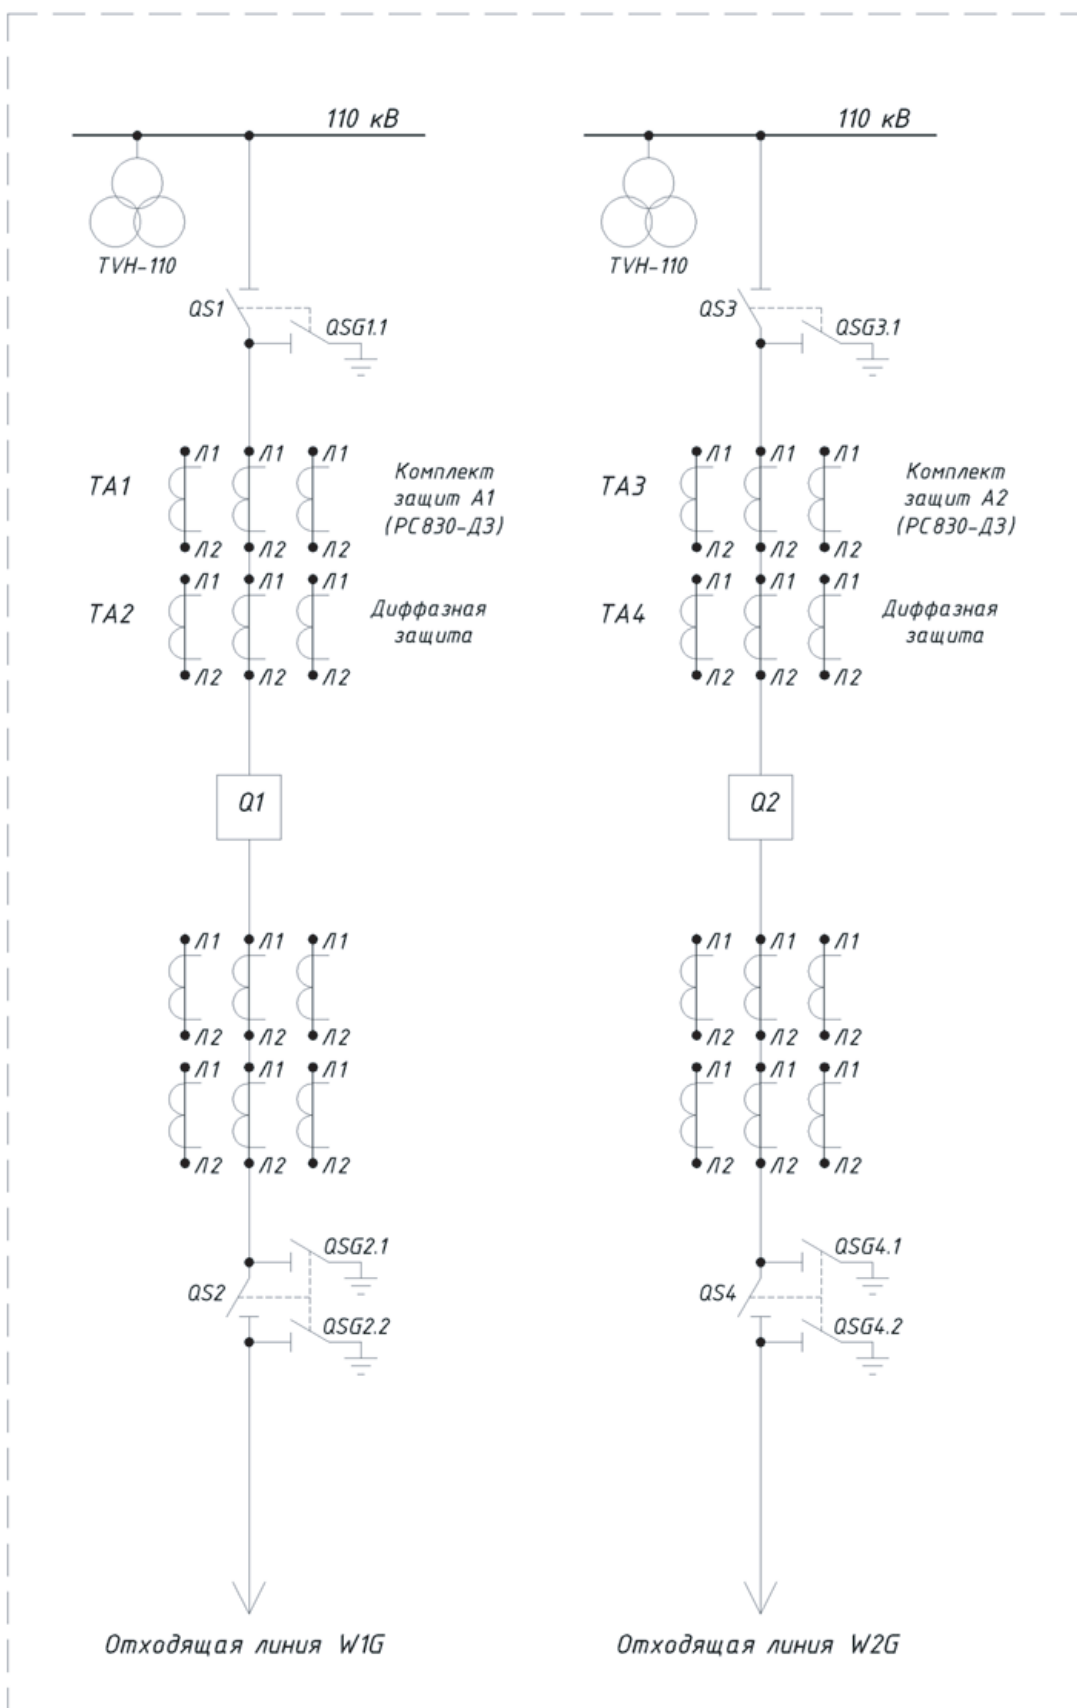 110 кВ
TVH-110
QS1
QSG1.1
ТА1
Л1 Л1 Л1
Комплект
защит А1
(РС830-ДЗ)
Л2 Л2 Л2
ТА2
Л1 Л1 Л1
Диффазная
защита
Л2 Л2 Л2
Q1
Л1 Л1 Л1
Л2 Л2 Л2
Л1 Л1 Л1
Л2 Л2 Л2
QSG2.1
QS2
QSG2.2
Отходящая линия W1G
110 кВ
TVH-110
QS3
QSG3.1
ТА3
Л1 Л1 Л1
Комплект
защит А2
(РС830-ДЗ)
Л2 Л2 Л2
ТА4
Л1 Л1 Л1
Диффазная
защита
Л2 Л2 Л2
Q2
Л1 Л1 Л1
Л2 Л2 Л2
Л1 Л1 Л1
Л2 Л2 Л2
QSG4.1
QS4
QSG4.2
Отходящая линия W2G